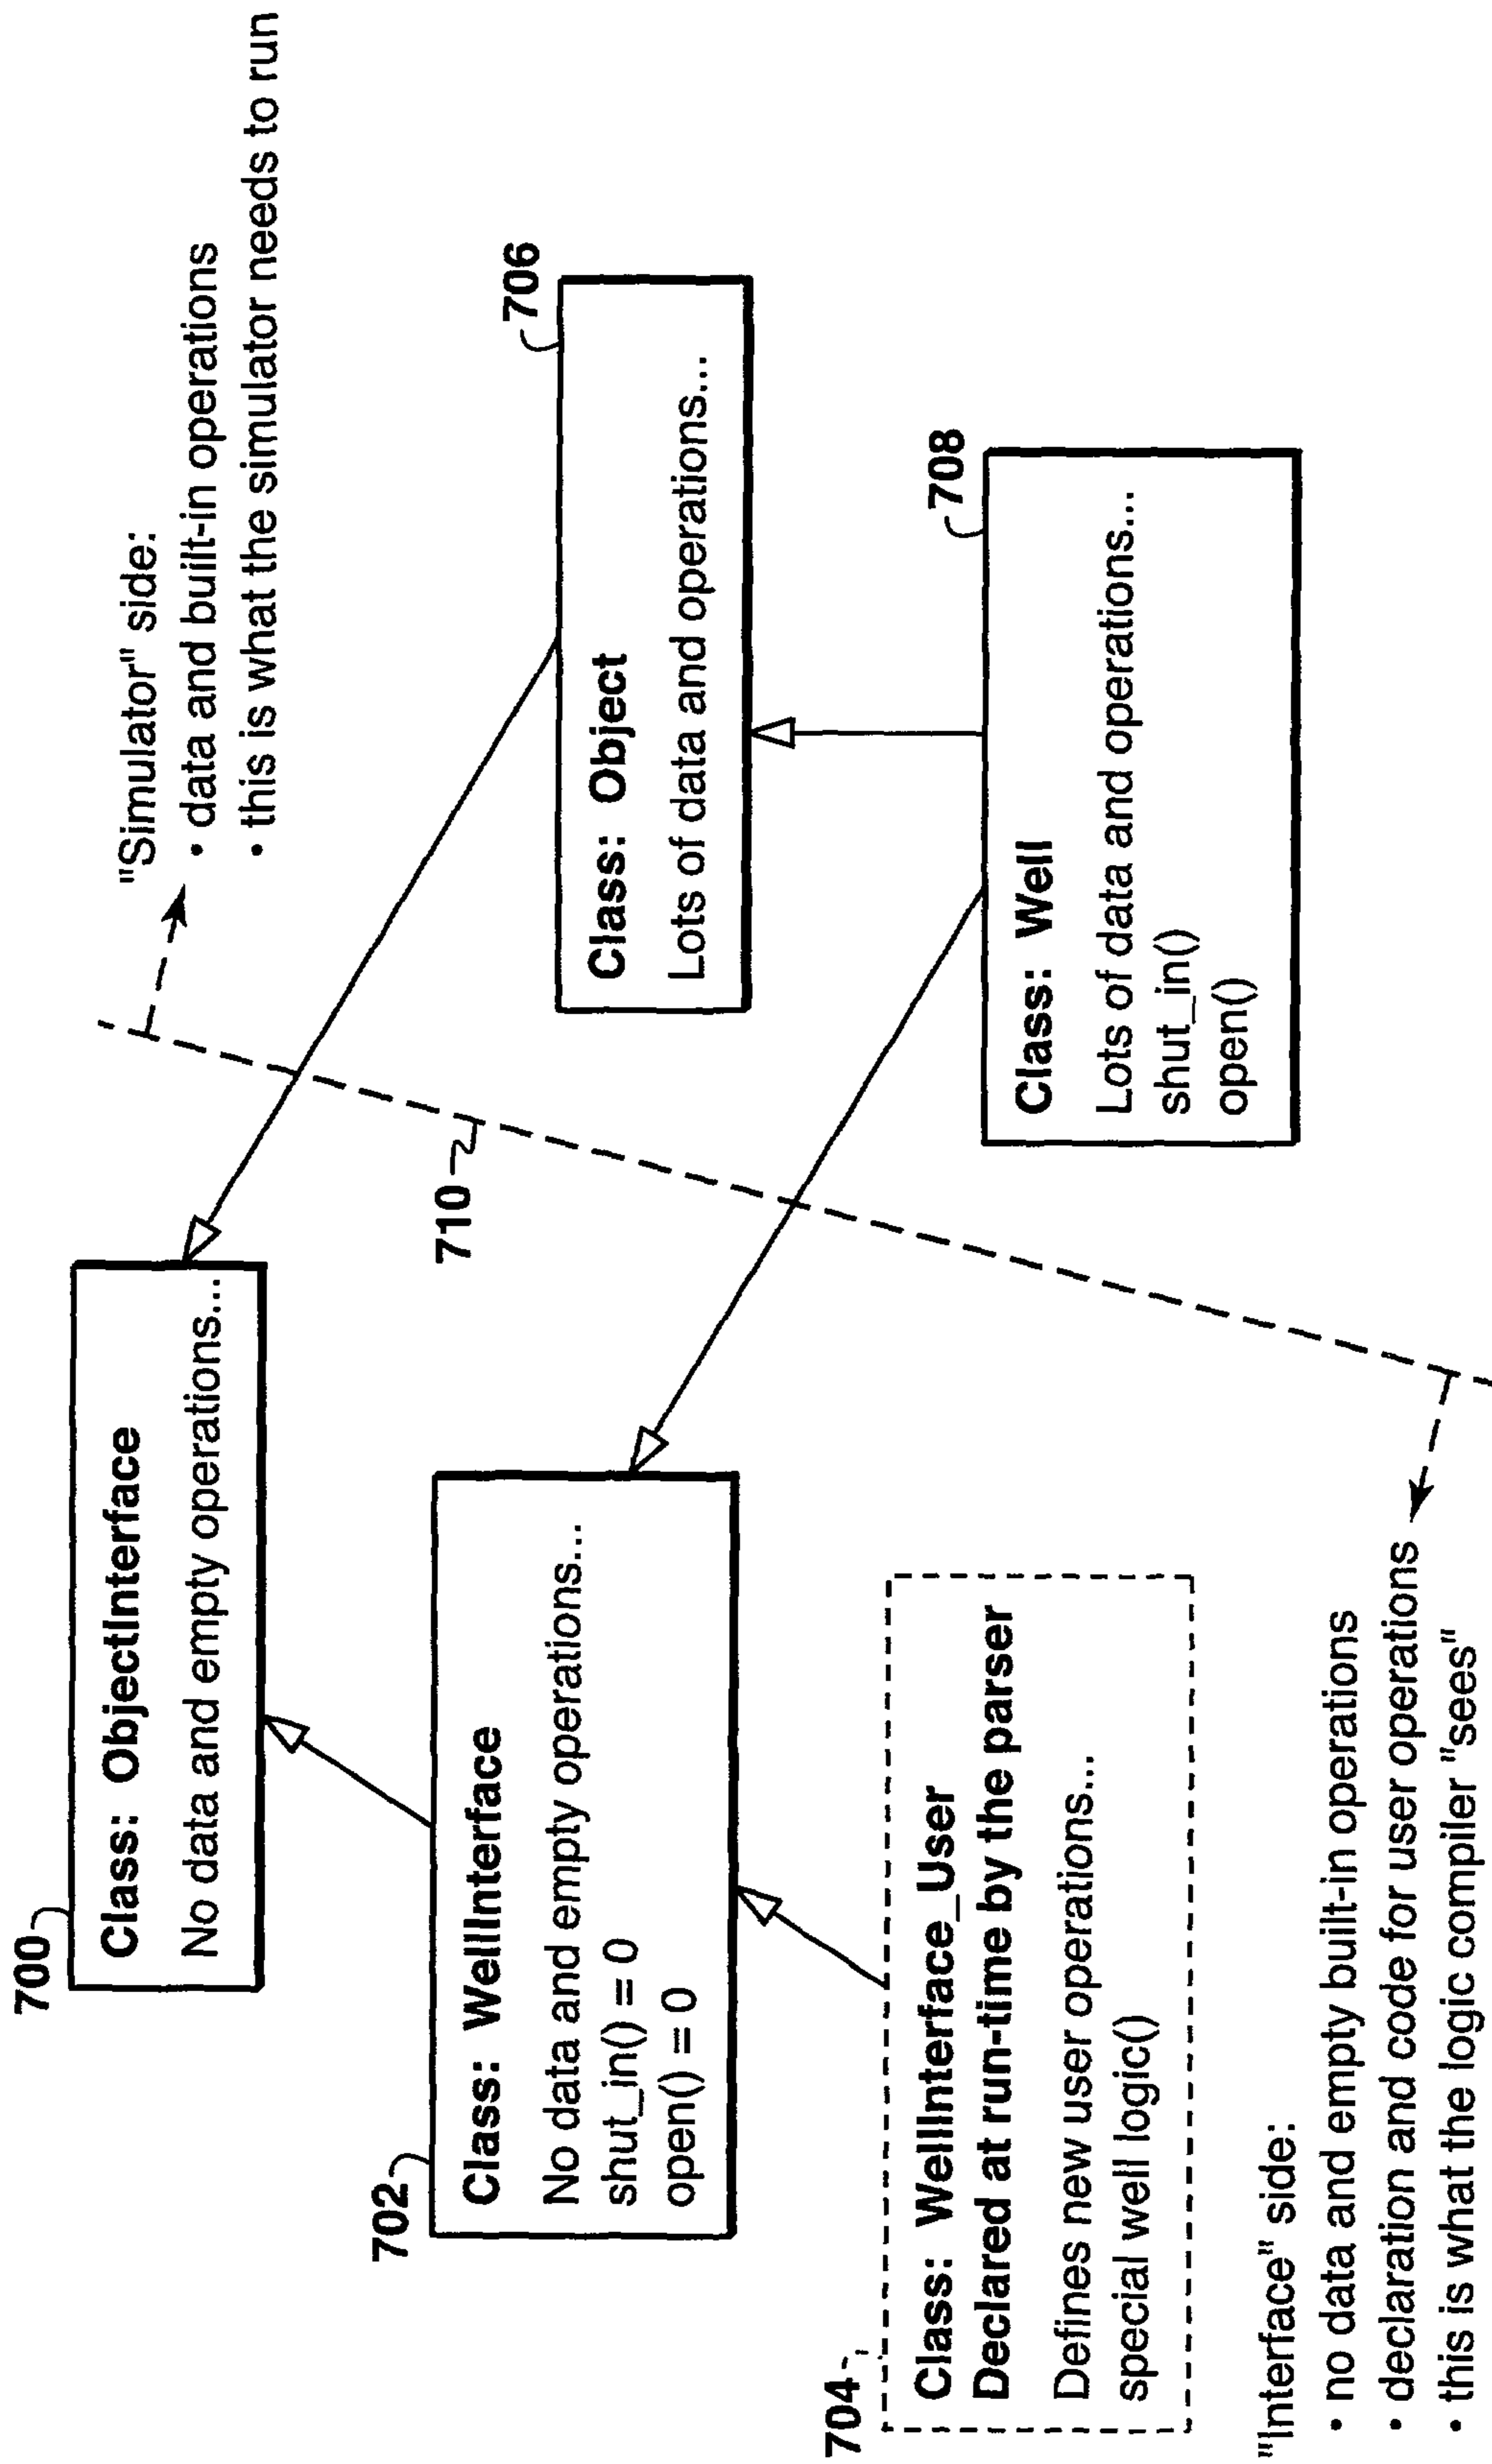 700
Class: ObjectInterface
No data and empty operations...
"Simulator" side:
• data and built-in operations
• this is what the simulator needs to run
702
Class: WellInterface
No data and empty operations...
shut_in() = 0
open() = 0
710
706
Class: Object
Lots of data and operations...
704
Class: WellInterface_User
Declared at run-time by the parser
Defines new user operations...
special well logic()
708
Class: Well
Lots of data and operations...
shut_in()
open()
"Interface" side:
• no data and empty built-in operations
• declaration and code for user operations
• this is what the logic compiler "sees"